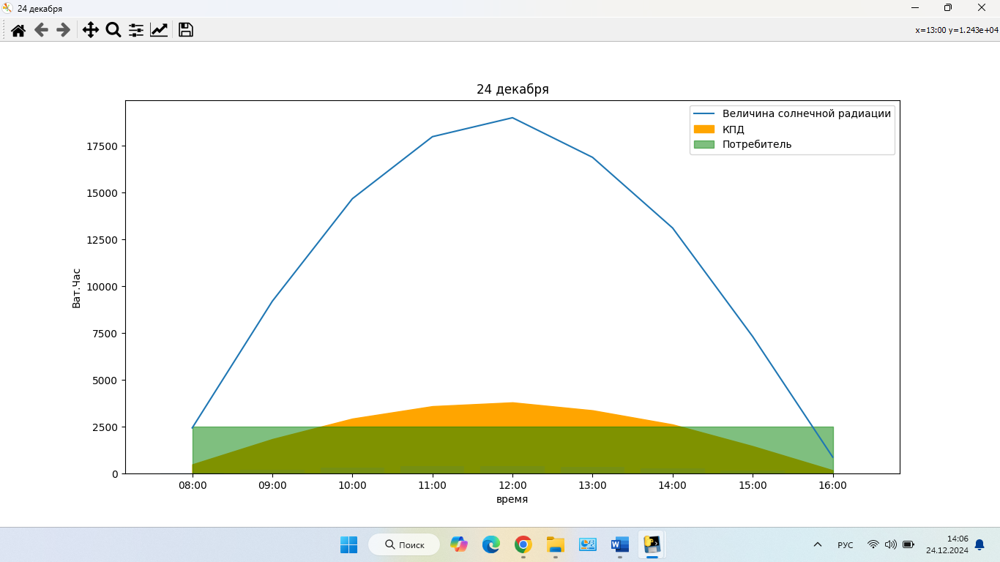 24 декабря
x=13:00 y=1.243e+04
24 декабря
Величина солнечной радиации
КПД
Потребитель
17500
15000
12500
10000
7500
5000
2500
0
Ват.Час
08:00 09:00 10:00 11:00 12:00 13:00 14:00 15:00 16:00
время
Поиск
РУС
14:06
24.12.2024